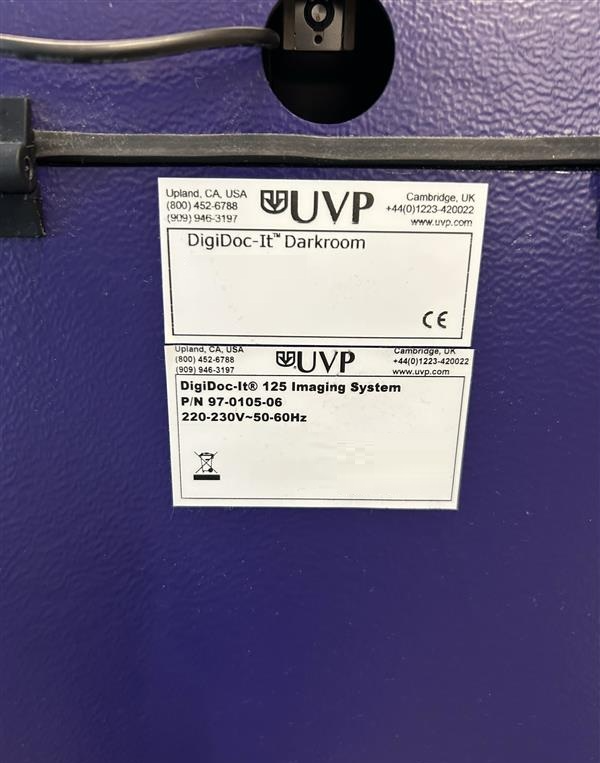 Upland, CA, USA
(800) 452-6788
(909) 946-3197
UVP
Cambridge, UK
+44(0)1223-420022
www.uvp.com
DigiDoc-It™ Darkroom
CE
Upland, CA, USA
(800) 452-6788
(909) 946-3197
UVP
Cambridge, UK
+44(0)1223-420022
www.uvp.com
DigiDoc-It® 125 Imaging System
P/N 97-0105-06
220-230V~50-60Hz